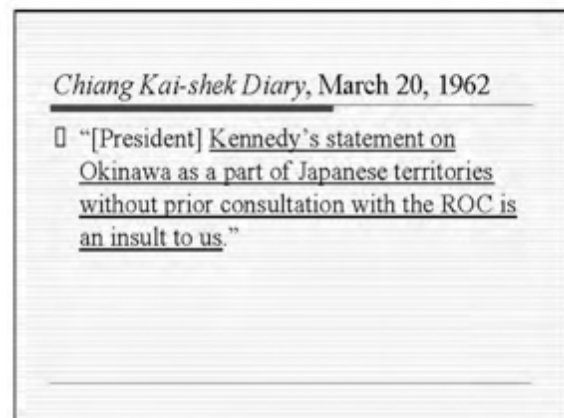 Chiang Kai-shek Diary, March 20, 1962
“[President] Kennedy’s statement on
Okinawa as a part of Japanese territories
without prior consultation with the ROC is
an insult to us.”